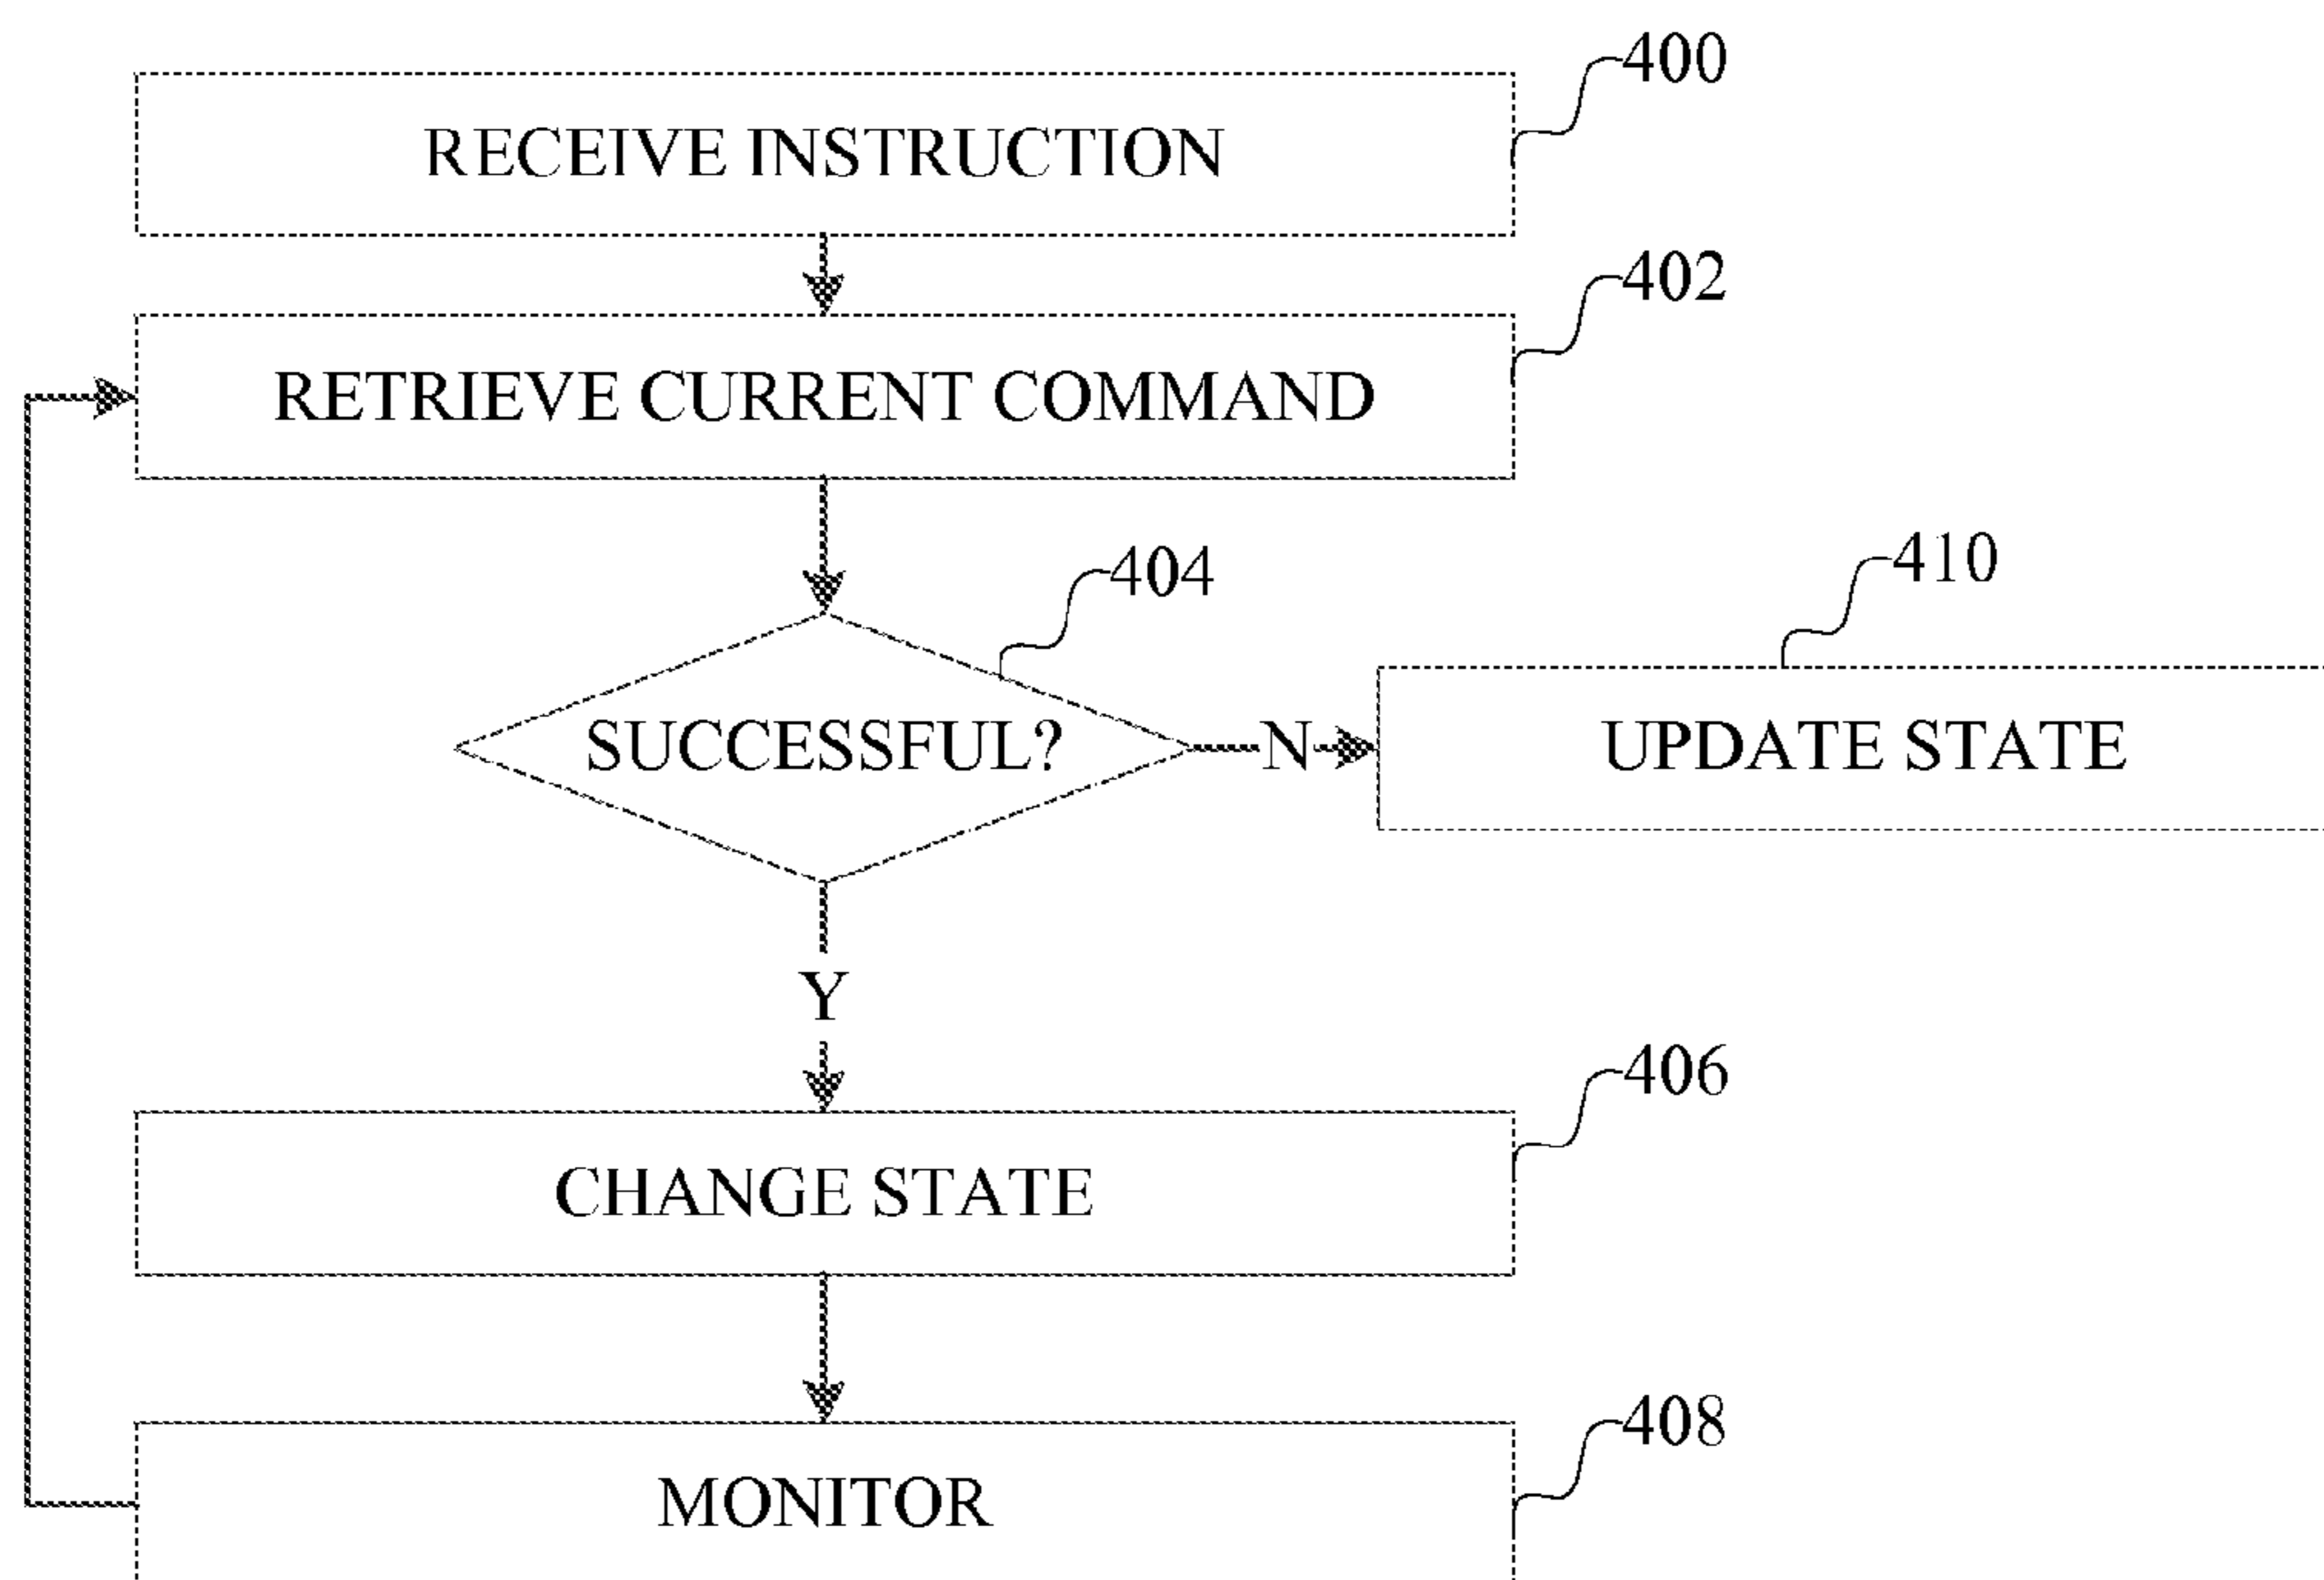 400
RECEIVE INSTRUCTION
402
RETRIEVE CURRENT COMMAND
404
410
SUCCESSFUL?
N
UPDATE STATE
Y
406
CHANGE STATE
408
MONITOR